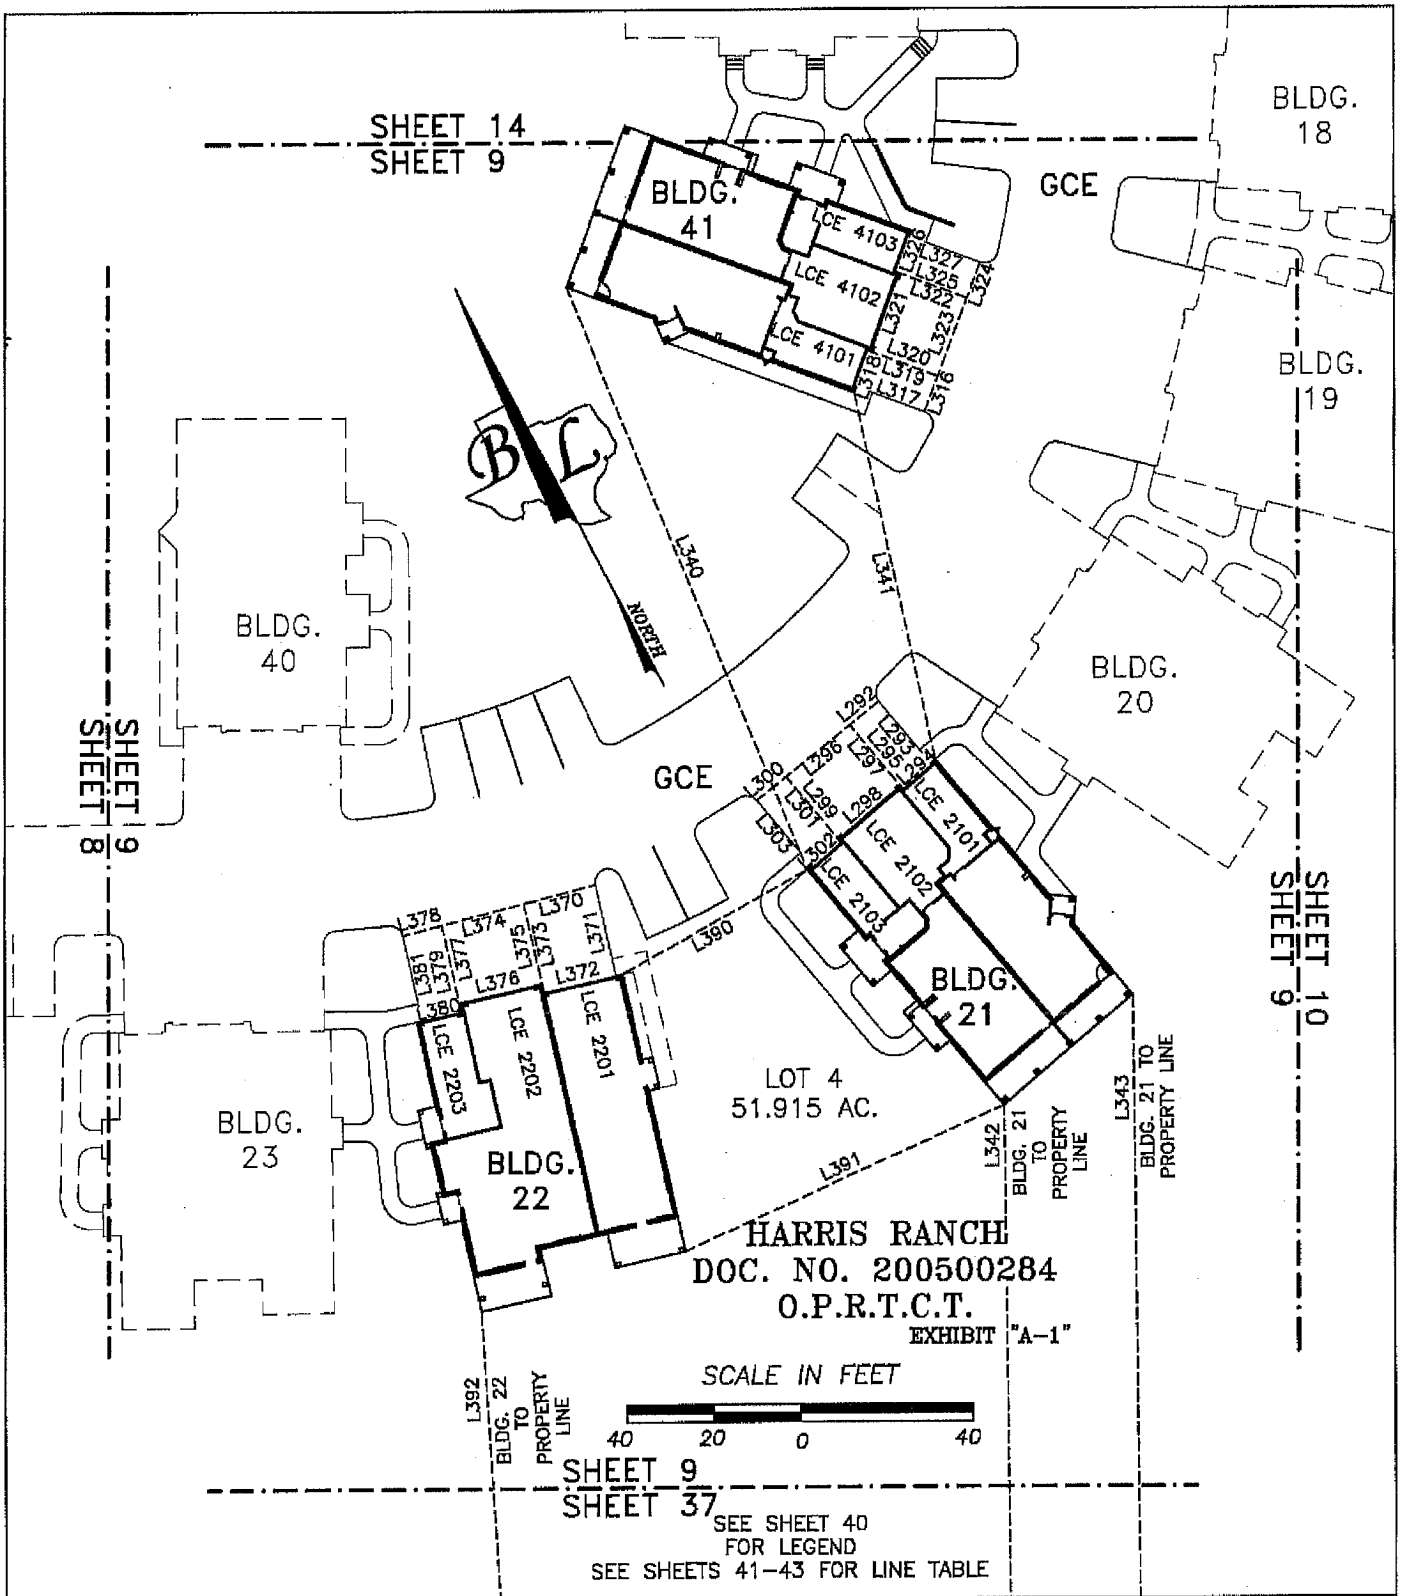 SHEET 14
SHEET 9
BLDG.
18
GCE
BLDG.
41
LCE 4103
LCE 4102
LCE 4101
L326
L327
L325
L324
L322
L321
L323
L320
L319
L318
L317
L316
BLDG.
19
B L
NORTH
L340
L341
BLDG.
40
BLDG.
20
SHEET 9
SHEET 8
GCE
L292
L293
L295
294
L296
L297
L298
L300
L299
L301
302
L303
LCE 2101
LCE 2102
LCE 2103
BLDG.
21
SHEET 10
SHEET 9
L378
L374
L370
L371
L373
L375
L377
L379
L381
L376
L372
380
L390
LCE 2203
LCE 2202
LCE 2201
BLDG.
22
BLDG.
23
LOT 4
51.915 AC.
L391
L342
BLDG. 21
TO
PROPERTY
LINE
L343
BLDG. 21 TO
PROPERTY LINE
HARRIS RANCH
DOC. NO. 200500284
O.P.R.T.C.T.
EXHIBIT "A-1"
SCALE IN FEET
40 20 0 40
L392
BLDG. 22
TO
PROPERTY
LINE
SHEET 9
SHEET 37
SEE SHEET 40
FOR LEGEND
SEE SHEETS 41-43 FOR LINE TABLE